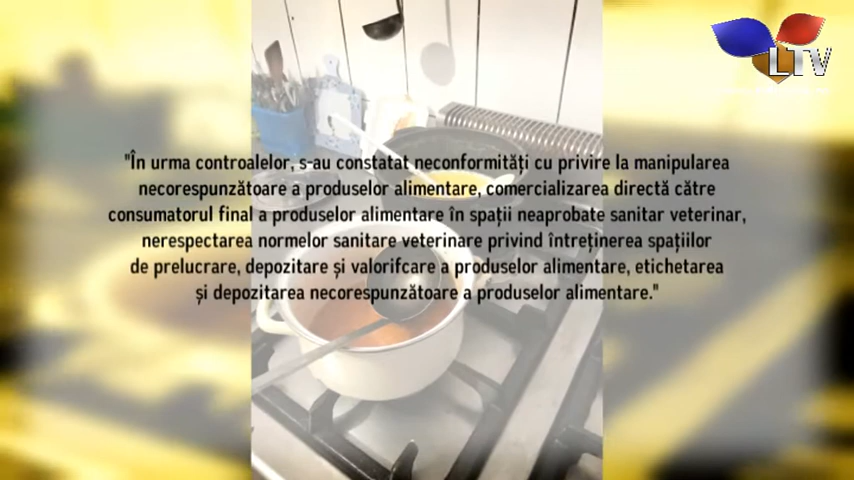 LTV
"În urma controalelor, s-au constatat neconformități cu privire la manipularea
necorespunzătoare a produselor alimentare, comercializarea directă către
consumatorul final a produselor alimentare în spații neaprobate sanitar veterinar,
nerespectarea normelor sanitare veterinare privind întreținerea spațiilor
de prelucrare, depozitare și valorifcare a produselor alimentare, etichetarea
și depozitarea necorespunzătoare a produselor alimentare."